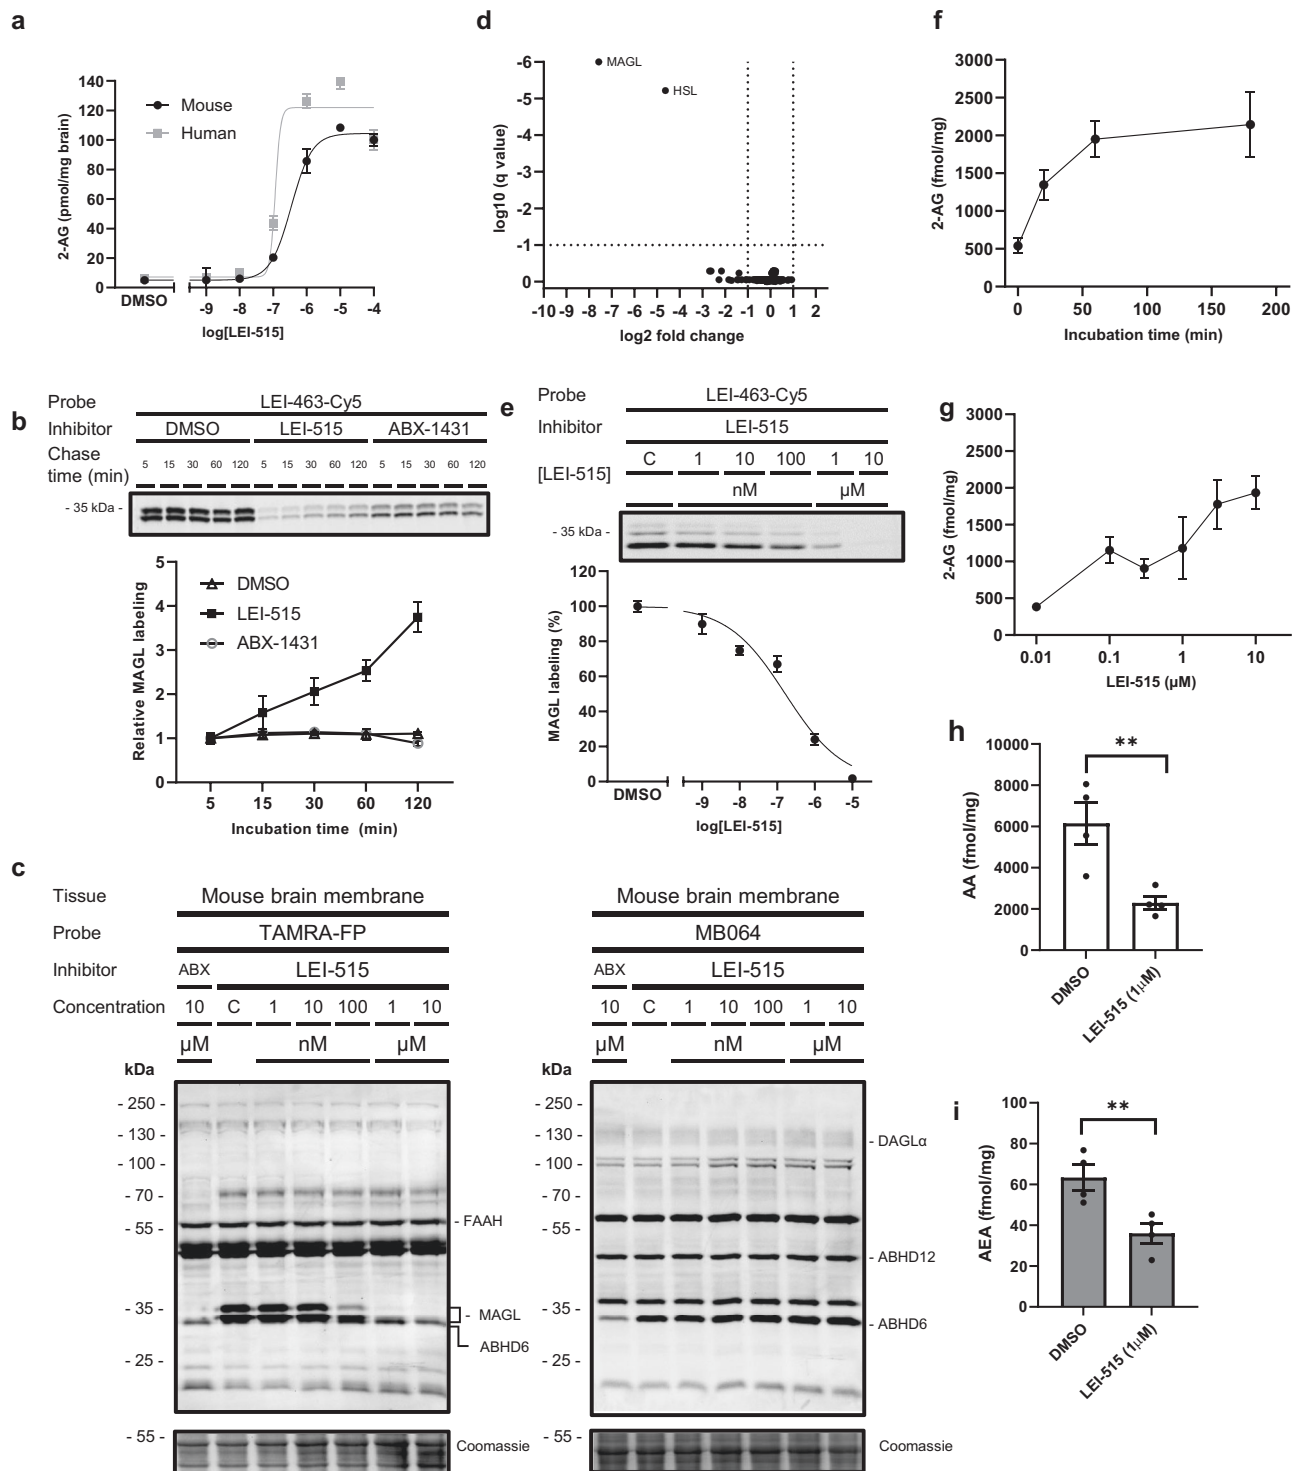 a
140
120
100
80
60
40
20
0
2-AG (pmol/mg brain)
Mouse
Human
DMSO -9 -8 -7 -6 -5 -4
log[LEI-515]
b
Probe LEI-463-Cy5
Inhibitor DMSO LEI-515 ABX-1431
Chase
time (min) 5 15 30 60 120 5 15 30 60 120 5 15 30 60 120
- 35 kDa -
5
4
3
2
1
0
Relative MAGL labeling
DMSO
LEI-515
ABX-1431
5 15 30 60 120
Incubation time (min)
c
Tissue Mouse brain membrane Mouse brain membrane
Probe TAMRA-FP MB064
Inhibitor ABX LEI-515 ABX LEI-515
Concentration 10 C 1 10 100 1 10 10 C 1 10 100 1 10
µM nM µM µM nM µM
kDa
- 250 -
- 130 -
- 100 -
- 70 -
- 55 -
- 35 -
- 25 -
- FAAH
- MAGL
ABHD6
- 55 -
Coomassie
kDa
- 250 -
- 130 -
- 100 -
- 70 -
- 55 -
- 35 -
- 25 -
- DAGLα
- ABHD12
- ABHD6
- 55 -
Coomassie
d
-6
-5
-4
-3
-2
-1
0
log10 (q value)
MAGL
HSL
-10 -9 -8 -7 -6 -5 -4 -3 -2 -1 0 1 2
log2 fold change
e
Probe LEI-463-Cy5
Inhibitor LEI-515
[LEI-515] C 1 10 100 1 10
nM µM
- 35 kDa -
120
100
80
60
40
20
0
MAGL labeling (%)
DMSO -9 -8 -7 -6 -5
log[LEI-515]
f
3000
2500
2000
1500
1000
500
0
2-AG (fmol/mg)
0 50 100 150 200
Incubation time (min)
g
3000
2500
2000
1500
1000
500
0
2-AG (fmol/mg)
0.01 0.1 1 10
LEI-515 (µM)
h
10000
8000
6000
4000
2000
0
AA (fmol/mg)
**
DMSO
LEI-515 (1µM)
i
100
80
60
40
20
0
AEA (fmol/mg)
**
DMSO
LEI-515 (1µM)